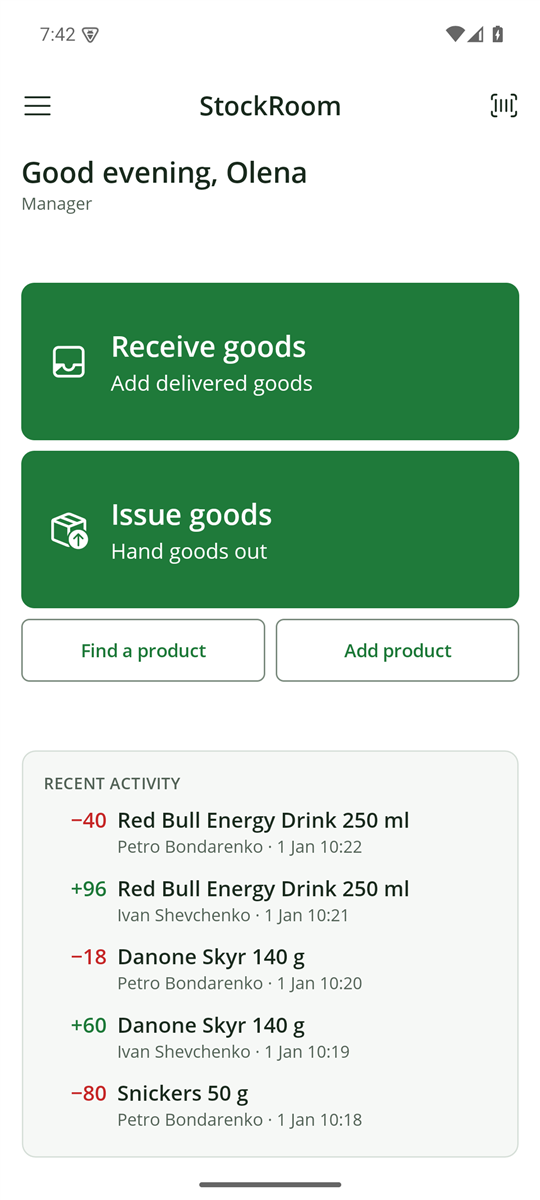 7:42
StockRoom
Good evening, Olena
Manager
Receive goods
Add delivered goods
Issue goods
Hand goods out
Find a product
Add product
RECENT ACTIVITY
−40 Red Bull Energy Drink 250 ml
Petro Bondarenko · 1 Jan 10:22
+96 Red Bull Energy Drink 250 ml
Ivan Shevchenko · 1 Jan 10:21
−18 Danone Skyr 140 g
Petro Bondarenko · 1 Jan 10:20
+60 Danone Skyr 140 g
Ivan Shevchenko · 1 Jan 10:19
−80 Snickers 50 g
Petro Bondarenko · 1 Jan 10:18